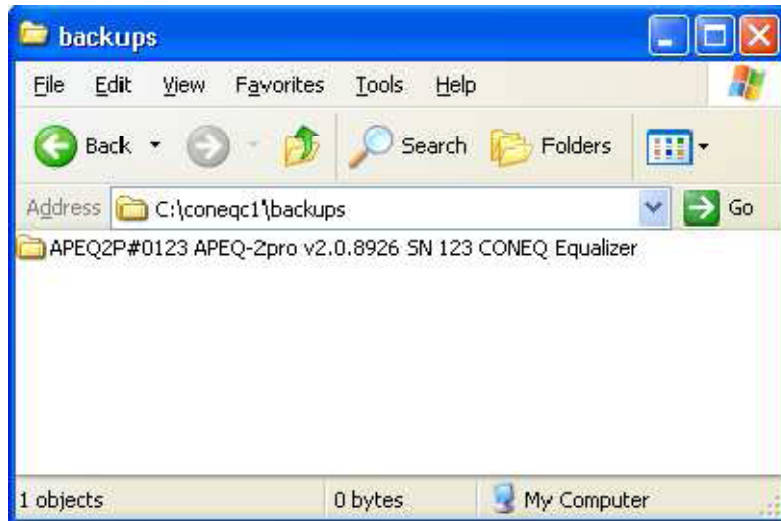 backups
File Edit View Favorites Tools Help
Back Search Folders
Address C:\coneqc1\backups Go
APEQ2P#0123 APEQ-2pro v2.0.8926 SN 123 CONEQ Equalizer
1 objects 0 bytes My Computer